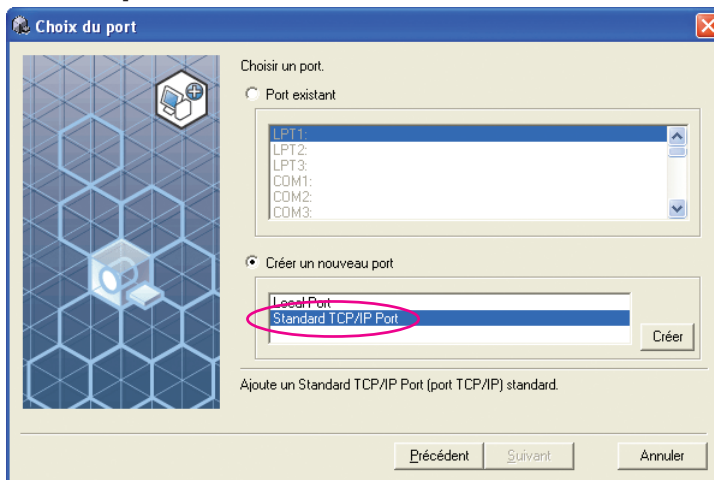 Choix du port
Choisir un port.
Port existant
LPT1:
LPT2:
LPT3:
COM1:
COM2:
COM3:
Créer un nouveau port
Local Port
Standard TCP/IP Port
Créer
Ajoute un Standard TCP/IP Port (port TCP/IP) standard.
Précédent
Suivant
Annuler